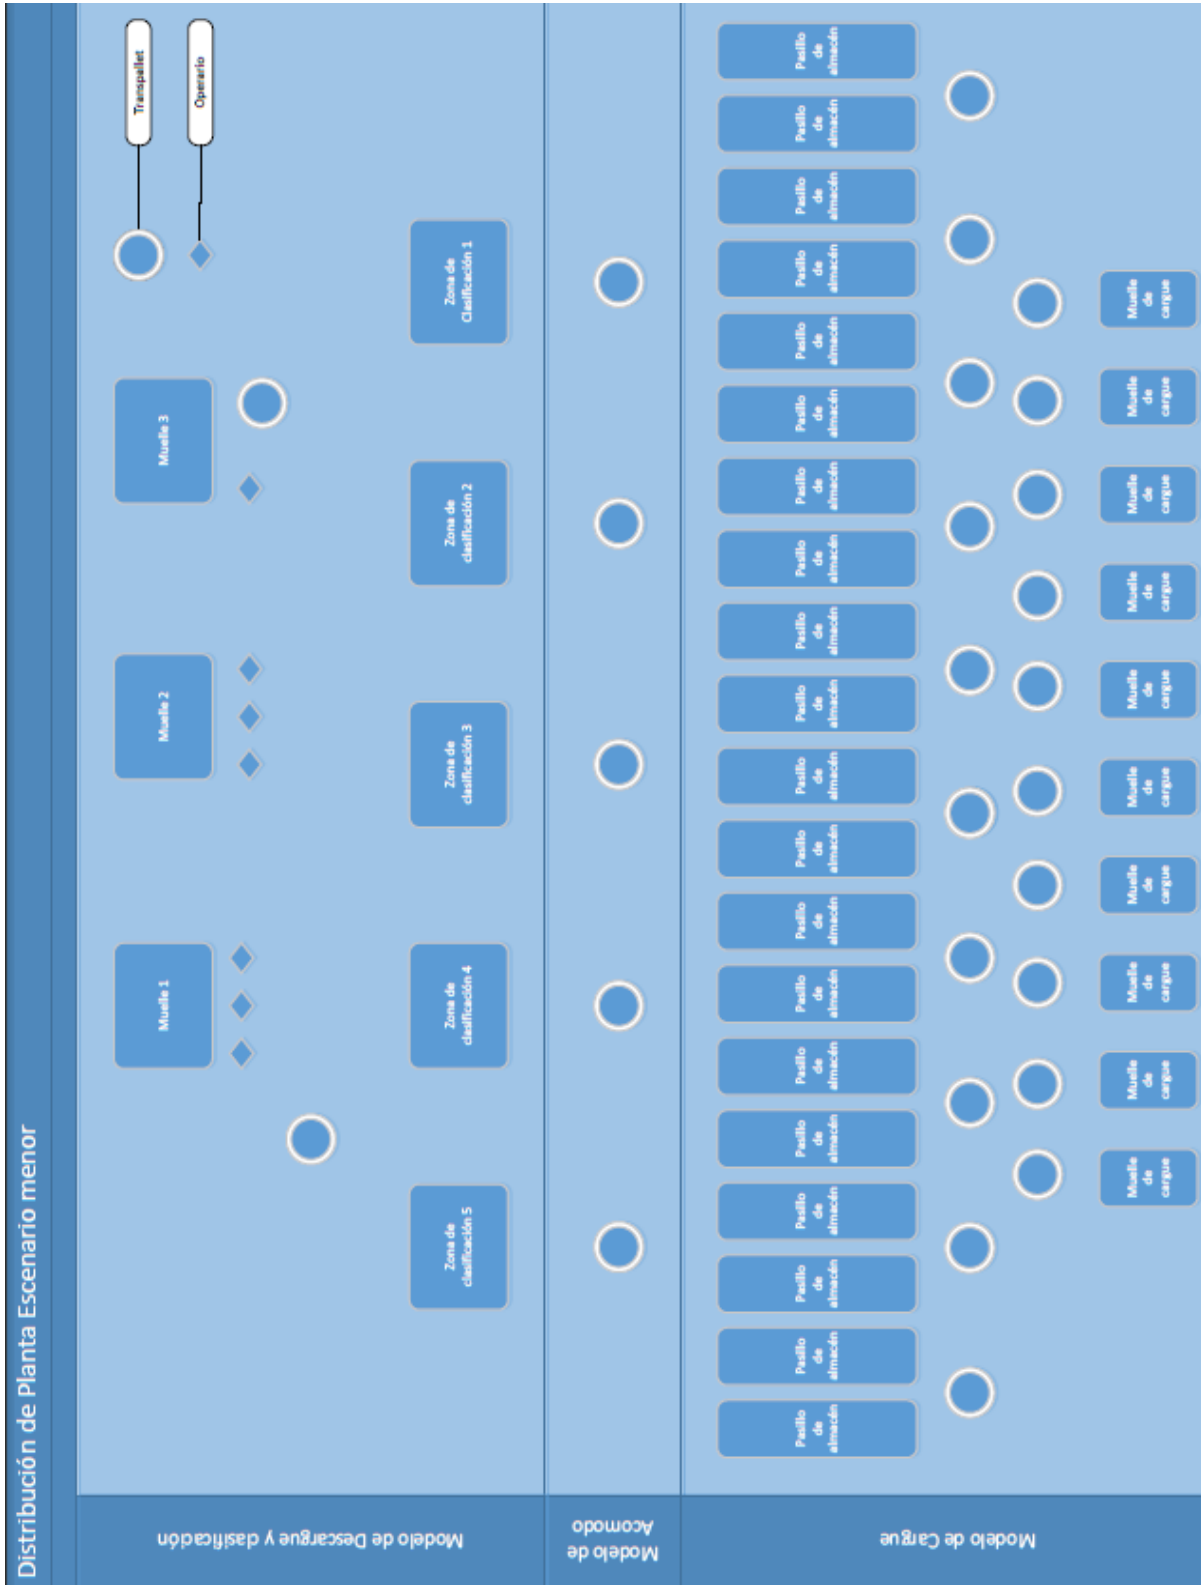 Distribución de Planta Escenario menor
Modelo de Descargue y clasificación
Transpallet
Operario
Muelle 1
Muelle 2
Muelle 3
Zona de
clasificación 5
Zona de
clasificación 4
Zona de
clasificación 3
Zona de
clasificación 2
Zona de
Clasificación 1
Modelo de
Acomodo
Modelo de Cargue
Pasillo
de
almacén
Pasillo
de
almacén
Pasillo
de
almacén
Pasillo
de
almacén
Pasillo
de
almacén
Pasillo
de
almacén
Pasillo
de
almacén
Pasillo
de
almacén
Pasillo
de
almacén
Pasillo
de
almacén
Pasillo
de
almacén
Pasillo
de
almacén
Pasillo
de
almacén
Pasillo
de
almacén
Pasillo
de
almacén
Pasillo
de
almacén
Pasillo
de
almacén
Pasillo
de
almacén
Pasillo
de
almacén
Pasillo
de
almacén
Muelle
de
cargue
Muelle
de
cargue
Muelle
de
cargue
Muelle
de
cargue
Muelle
de
cargue
Muelle
de
cargue
Muelle
de
cargue
Muelle
de
cargue
Muelle
de
cargue
Muelle
de
cargue